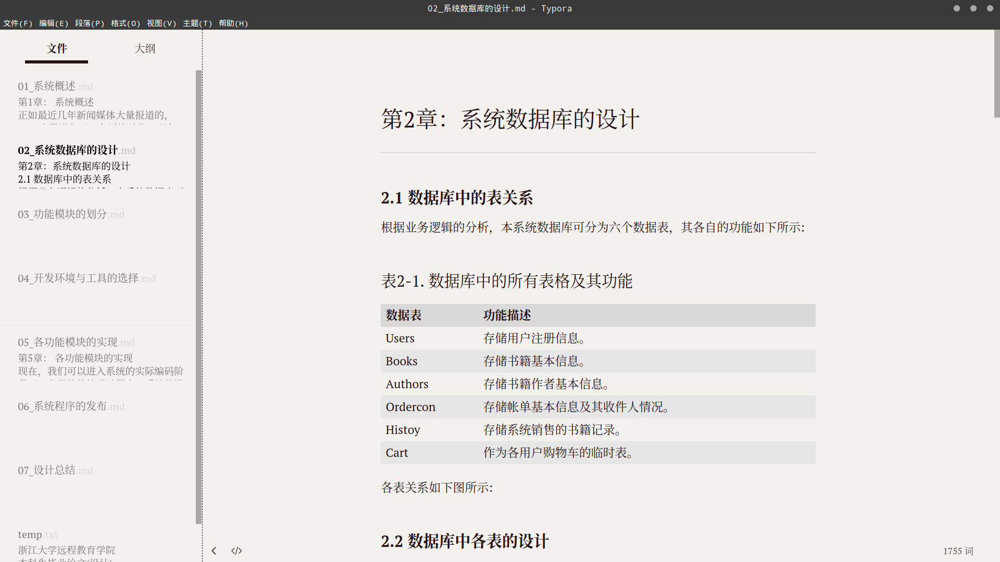 02_系统数据库的设计.md - Typora
文件(F) 编辑(E) 段落(P) 格式(O) 视图(V) 主题(T) 帮助(H)
文件 大纲
01_系统概述.md
第1章： 系统概述
正如最近几年新闻媒体大量报道的，
02_系统数据库的设计.md
第2章：系统数据库的设计
2.1 数据库中的表关系
03_功能模块的划分.md
04_开发环境与工具的选择.md
05_各功能模块的实现.md
第5章： 各功能模块的实现
现在，我们可以进入系统的实际编码阶
06_系统程序的发布.md
07_设计总结.md
temp.txt
浙江大学远程教育学院
第2章：系统数据库的设计
2.1 数据库中的表关系
根据业务逻辑的分析，本系统数据库可分为六个数据表，其各自的功能如下所示：
表2-1. 数据库中的所有表格及其功能
数据表 功能描述
Users 存储用户注册信息。
Books 存储书籍基本信息。
Authors 存储书籍作者基本信息。
Ordercon 存储帐单基本信息及其收件人情况。
Histoy 存储系统销售的书籍记录。
Cart 作为各用户购物车的临时表。
各表关系如下图所示：
2.2 数据库中各表的设计
1755 词